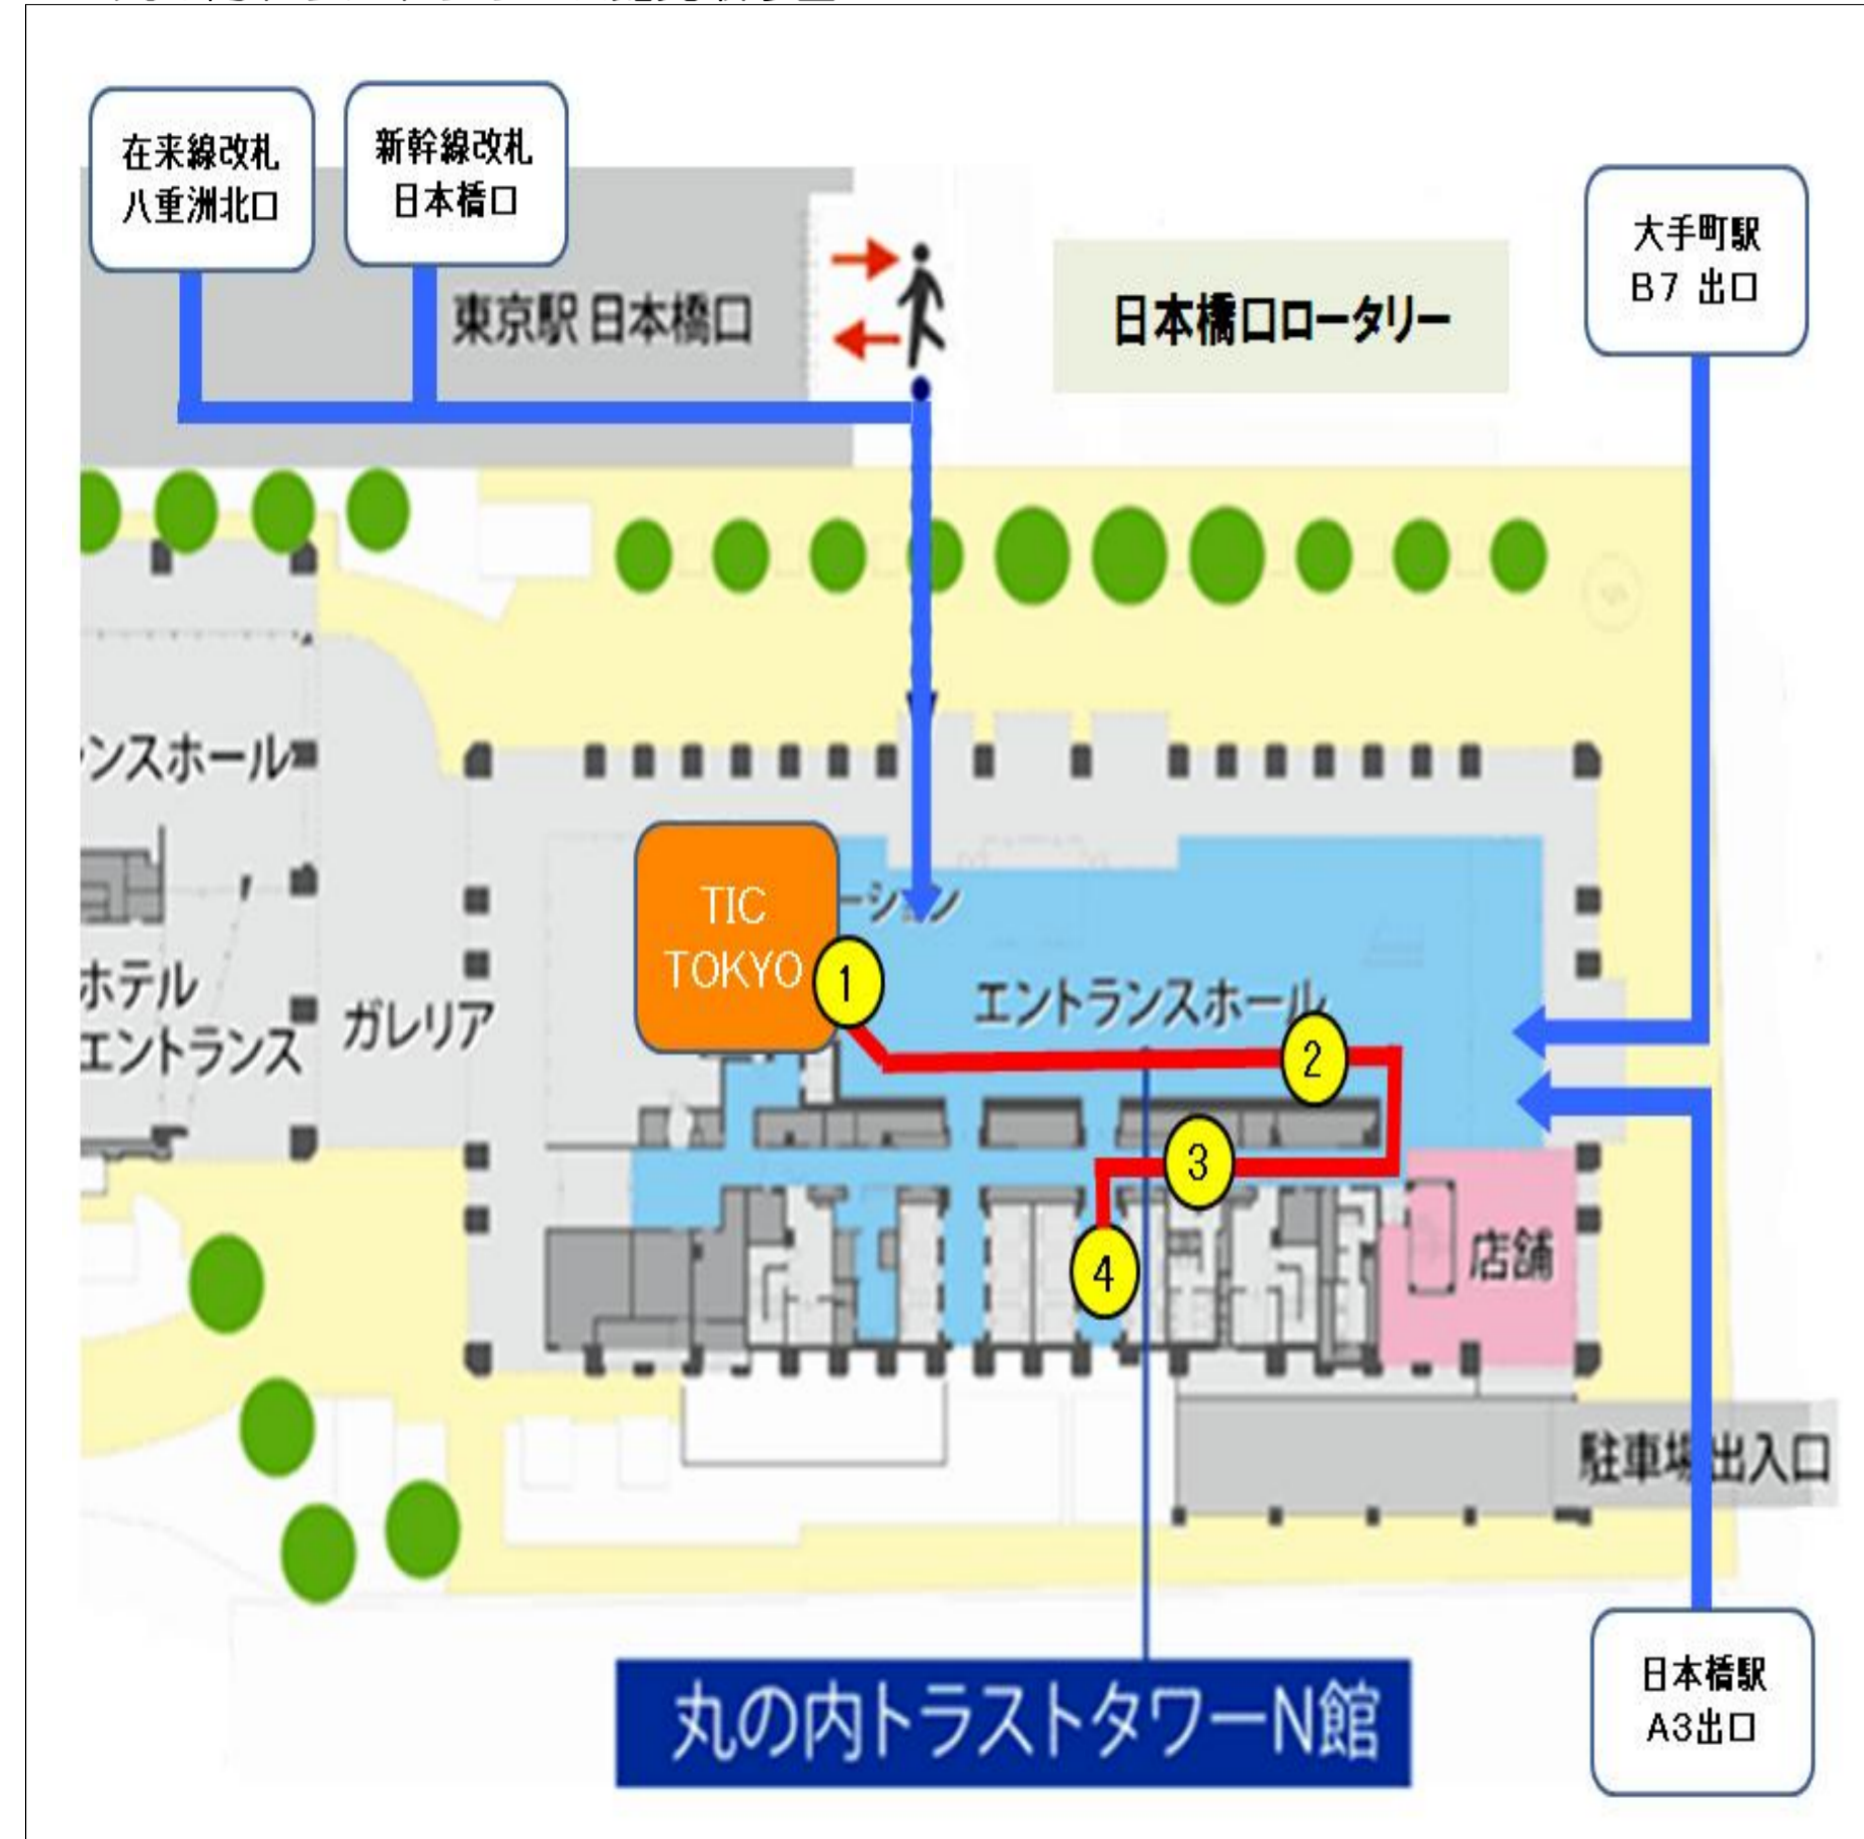 在来線改札
八重洲北口
新幹線改札
日本橋口
大手町駅
B7 出口
東京駅 日本橋口
日本橋口ロータリー
ンスホール
TIC
TOKYO
ーション
1
エントランスホール
ホテル
エントランス
ガレリア
2
3
4
店舗
駐車場出入口
丸の内トラストタワーN館
日本橋駅
A3出口